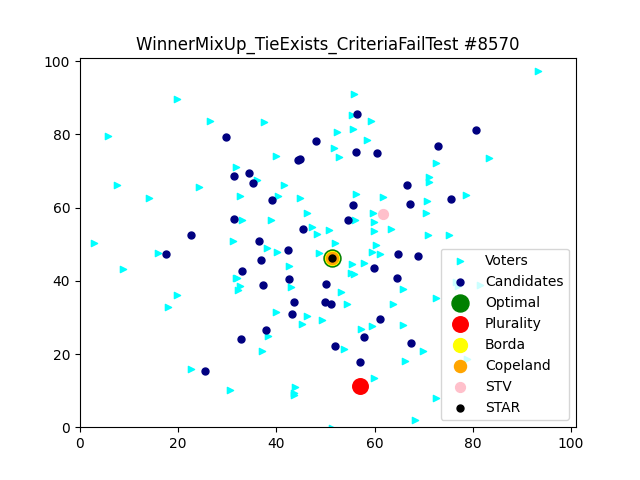 WinnerMixUp_TieExists_CriteriaFailTest #8570
100
80
60
40
20
0
0 20 40 60 80 100
Voters
Candidates
Optimal
Plurality
Borda
Copeland
STV
STAR